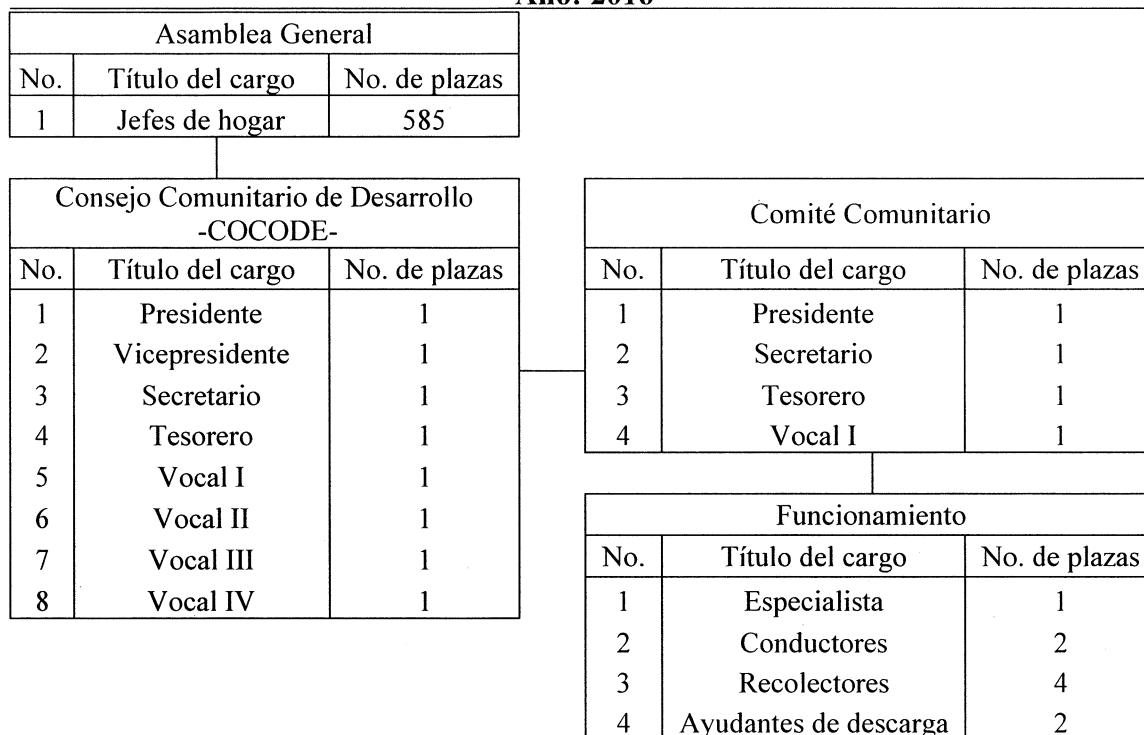 Asamblea General
No. Título del cargo No. de plazas
1 Jefes de hogar 585
Consejo Comunitario de Desarrollo
-COCODE-
No. Título del cargo No. de plazas
1 Presidente 1
2 Vicepresidente 1
3 Secretario 1
4 Tesorero 1
5 Vocal I 1
6 Vocal II 1
7 Vocal III 1
8 Vocal IV 1
Comité Comunitario
No. Título del cargo No. de plazas
1 Presidente 1
2 Secretario 1
3 Tesorero 1
4 Vocal I 1
Funcionamiento
No. Título del cargo No. de plazas
1 Especialista 1
2 Conductores 2
3 Recolectores 4
4 Ayudantes de descarga 2